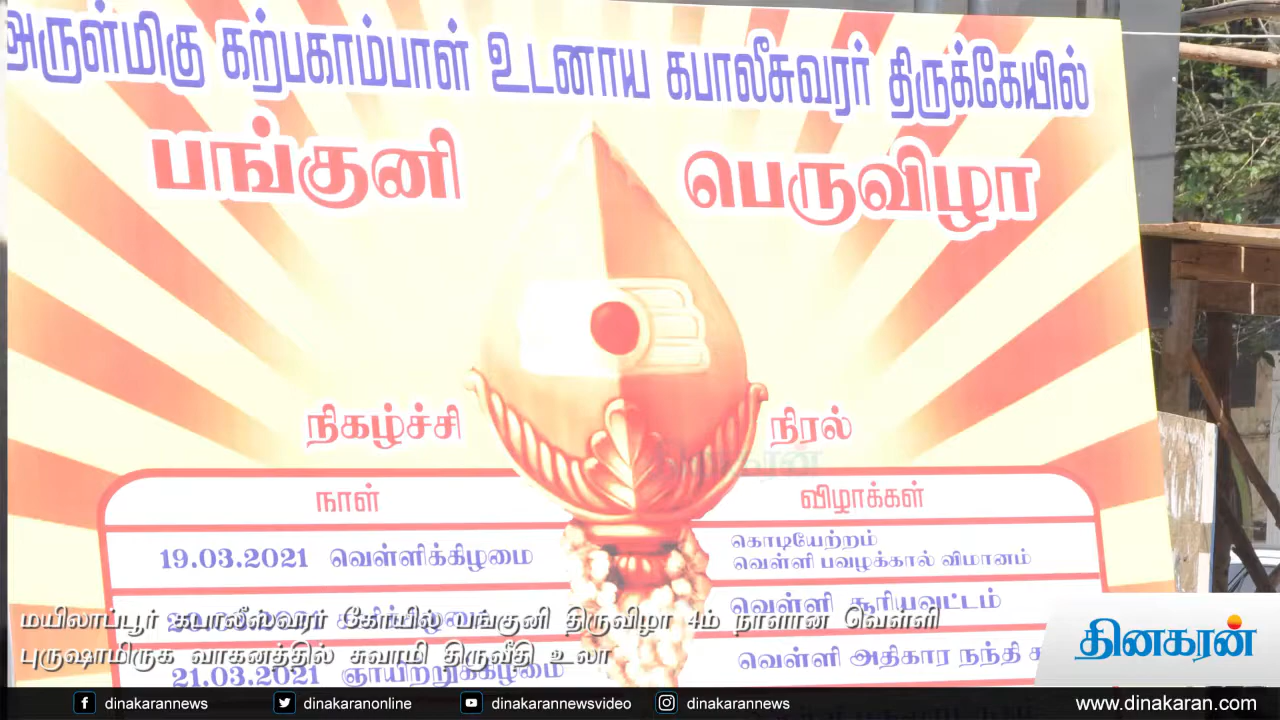 அருள்மிகு கற்பகாம்பாள் உடனாய கபாலீசுவரர் திருக்கேயில்
பங்குனி பெருவிழா
நிகழ்ச்சி நிரல்
நாள் விழாக்கள்
19.03.2021 வெள்ளிக்கிழமை
கொடியேற்றம்
வெள்ளி பவழக்கால் விமானம்
வெள்ளி சூரியவட்டம்
21.03.2021 ஞாயிற்றுக்கிழமை
வெள்ளி அதிகார நந்தி
மயிலாப்பூர் கபாலீஸ்வரர் கோயில் பங்குனி திருவிழா 4ம் நாளான வெள்ளி
புருஷாமிருக வாகனத்தில் சுவாமி திருவீதி உலா
தினகரன்
தினகரன்
dinakarannews dinakaranonline dinakarannewsvideo dinakarannews www.dinakaran.com